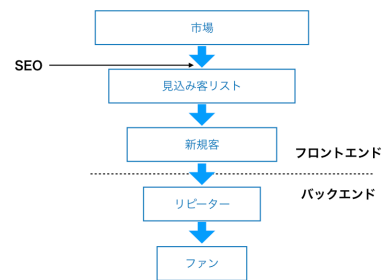 市場
SEO
見込み客リスト
新規客
フロントエンド
バックエンド
リピーター
ファン